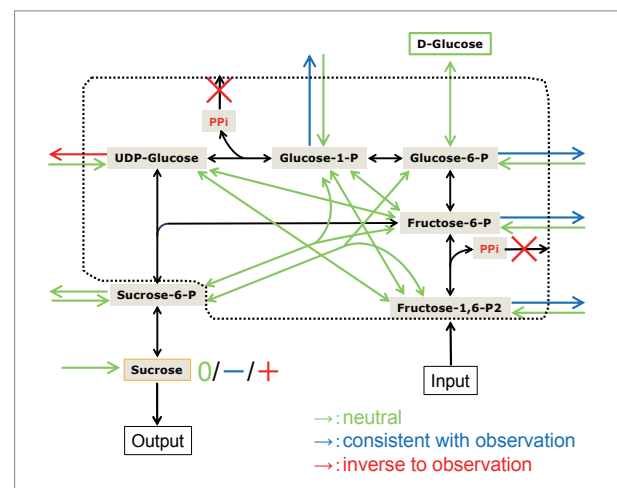 D-Glucose
PPi
UDP-Glucose
Glucose-1-P
Glucose-6-P
Fructose-6-P
PPi
Sucrose-6-P
Fructose-1,6-P2
Sucrose
0/−/+
Input
Output
→: neutral
→: consistent with observation
→: inverse to observation